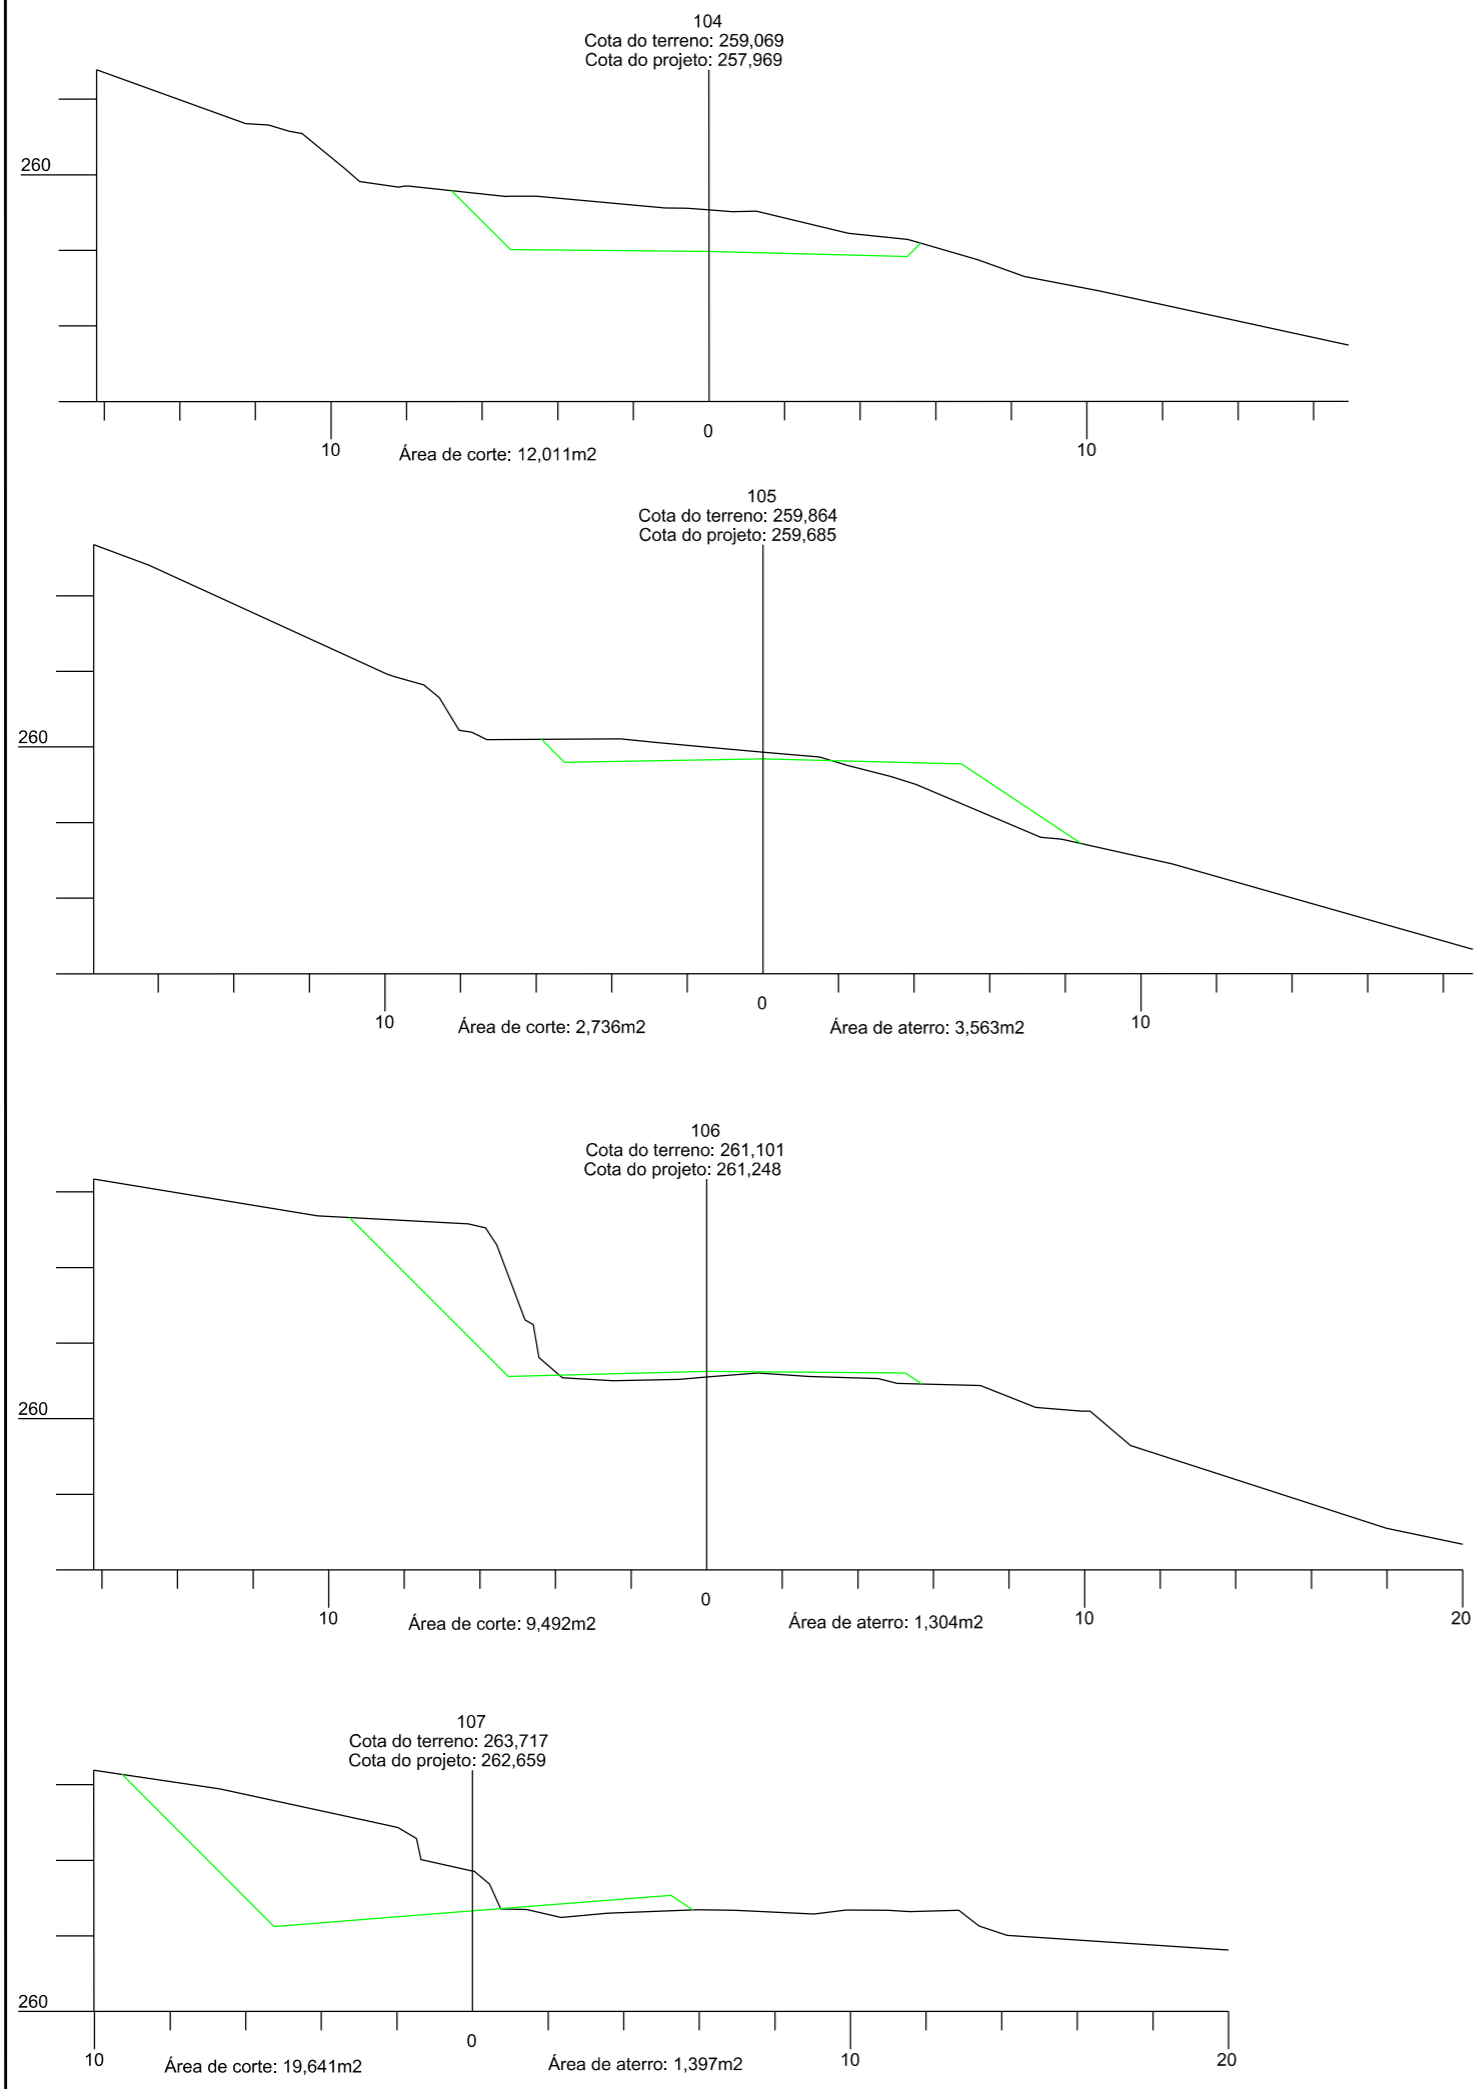 104
Cota do terreno: 259,069
Cota do projeto: 257,969
260
0
10
10
Área de corte: 12,011m2
105
Cota do terreno: 259,864
Cota do projeto: 259,685
260
0
10
10
Área de corte: 2,736m2
Área de aterro: 3,563m2
106
Cota do terreno: 261,101
Cota do projeto: 261,248
260
0
10
10
20
Área de corte: 9,492m2
Área de aterro: 1,304m2
107
Cota do terreno: 263,717
Cota do projeto: 262,659
260
0
10
10
20
Área de corte: 19,641m2
Área de aterro: 1,397m2